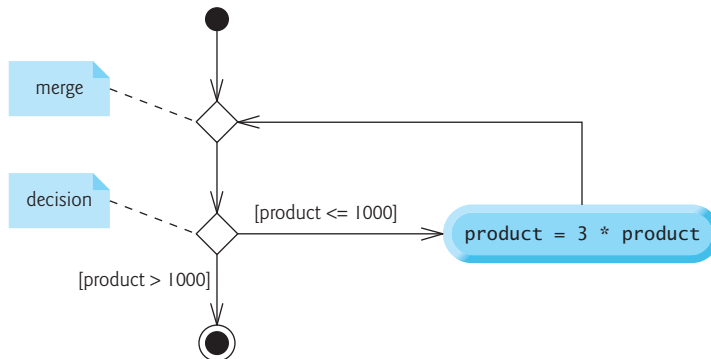 merge
decision
[product <= 1000]
product = 3 * product
[product > 1000]